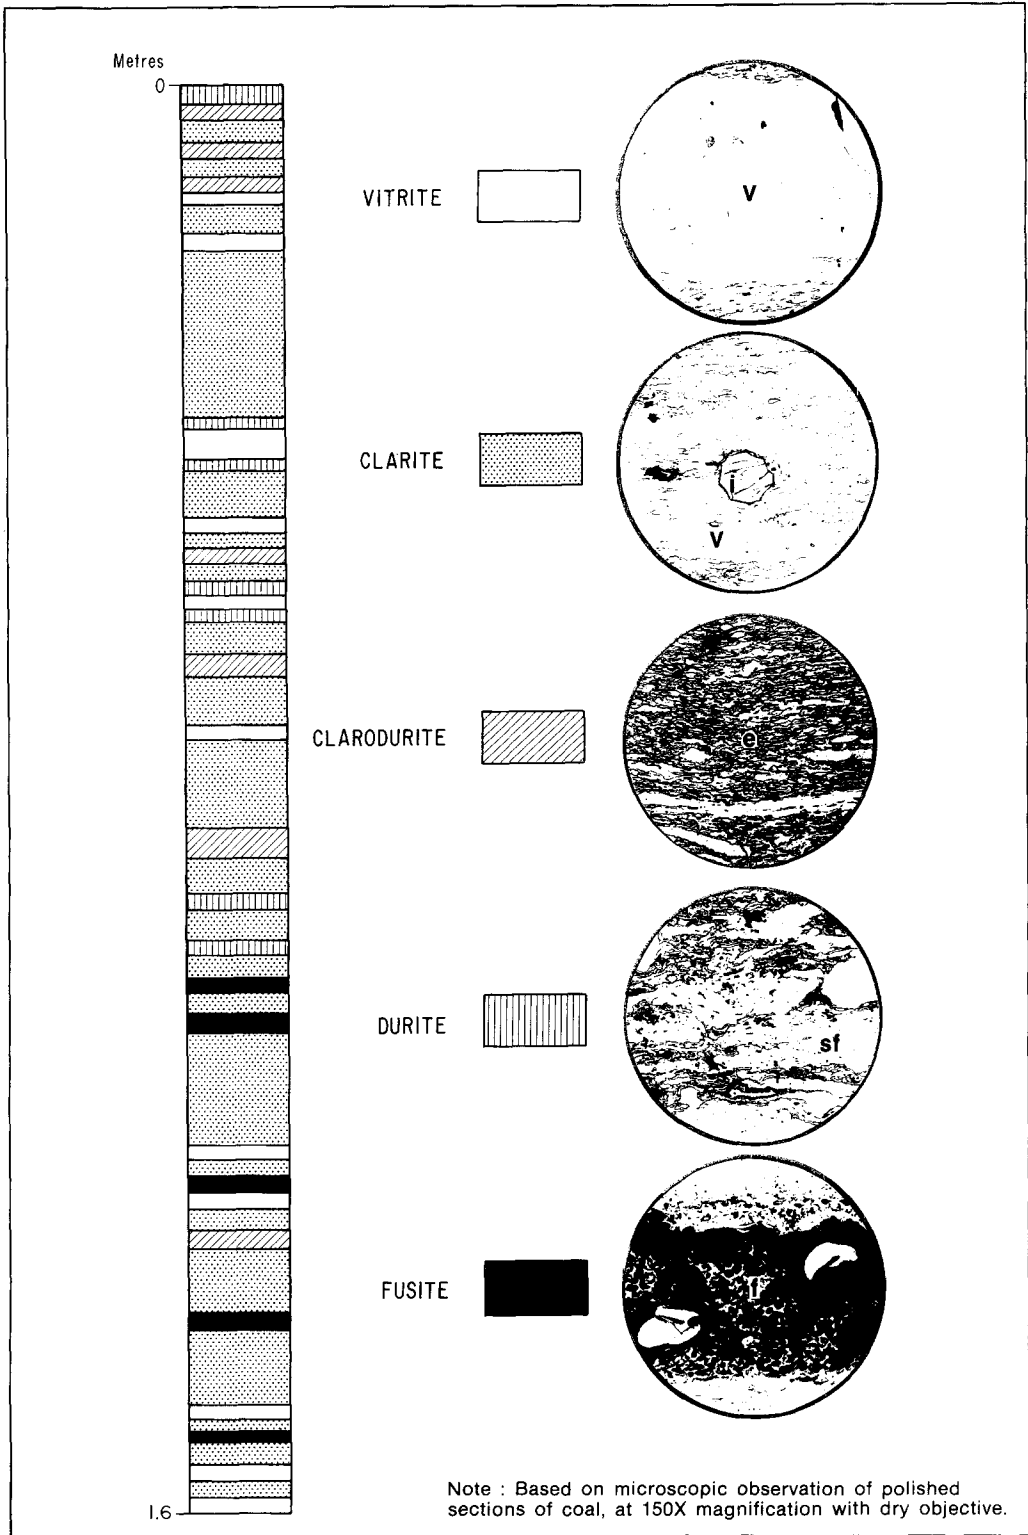 Metres
0
VITRITE
V
CLARITE
i
V
CLARODURITE
e
DURITE
sf
i
FUSITE
f
1.6
Note : Based on microscopic observation of polished
sections of coal, at 150X magnification with dry objective.